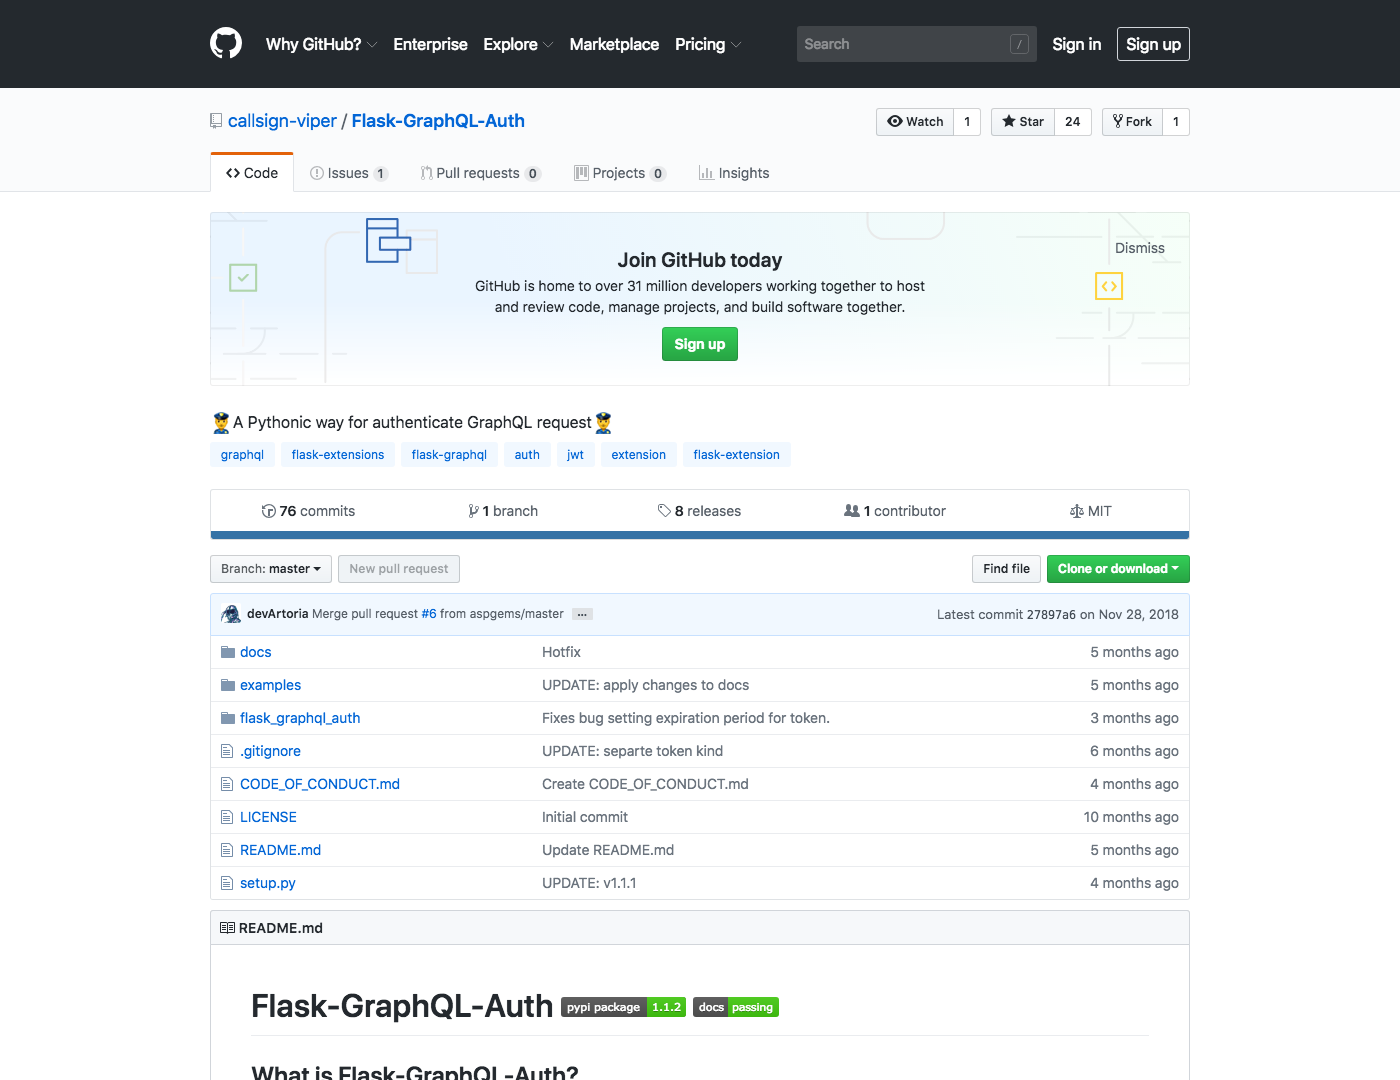 Why GitHub? Enterprise Explore Marketplace Pricing Search / Sign in Sign up
callsign-viper / Flask-GraphQL-Auth Watch 1 Star 24 Fork 1
Code Issues 1 Pull requests 0 Projects 0 Insights
Dismiss
Join GitHub today
GitHub is home to over 31 million developers working together to host
and review code, manage projects, and build software together.
Sign up
A Pythonic way for authenticate GraphQL request
graphql flask-extensions flask-graphql auth jwt extension flask-extension
76 commits 1 branch 8 releases 1 contributor MIT
Branch: master New pull request Find file Clone or download
devArtoria Merge pull request #6 from aspgems/master ... Latest commit 27897a6 on Nov 28, 2018
docs Hotfix 5 months ago
examples UPDATE: apply changes to docs 5 months ago
flask_graphql_auth Fixes bug setting expiration period for token. 3 months ago
.gitignore UPDATE: separte token kind 6 months ago
CODE_OF_CONDUCT.md Create CODE_OF_CONDUCT.md 4 months ago
LICENSE Initial commit 10 months ago
README.md Update README.md 5 months ago
setup.py UPDATE: v1.1.1 4 months ago
README.md
Flask-GraphQL-Auth pypi package 1.1.2 docs passing
What is Flask-GraphQL-Auth?